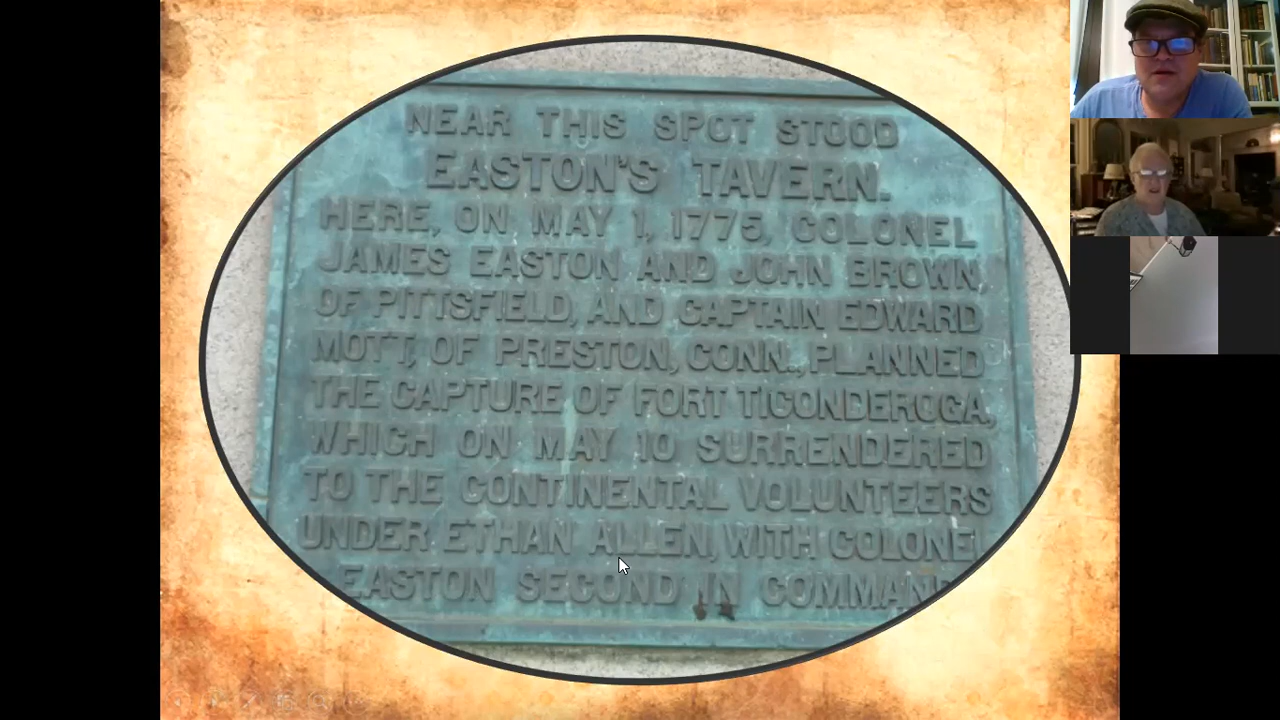 NEAR THIS SPOT STOOD
EASTON'S TAVERN.
HERE, ON MAY 1, 1775, COLONEL
JAMES EASTON AND JOHN BROWN
OF PITTSFIELD, AND CAPTAIN EDWARD
MOTT, OF PRESTON, CONN., PLANNED
THE CAPTURE OF FORT TICONDEROGA,
WHICH ON MAY 10 SURRENDERED
TO THE CONTINENTAL VOLUNTEERS
UNDER ETHAN ALLEN, WITH COLONEL
EASTON SECOND IN COMMAND